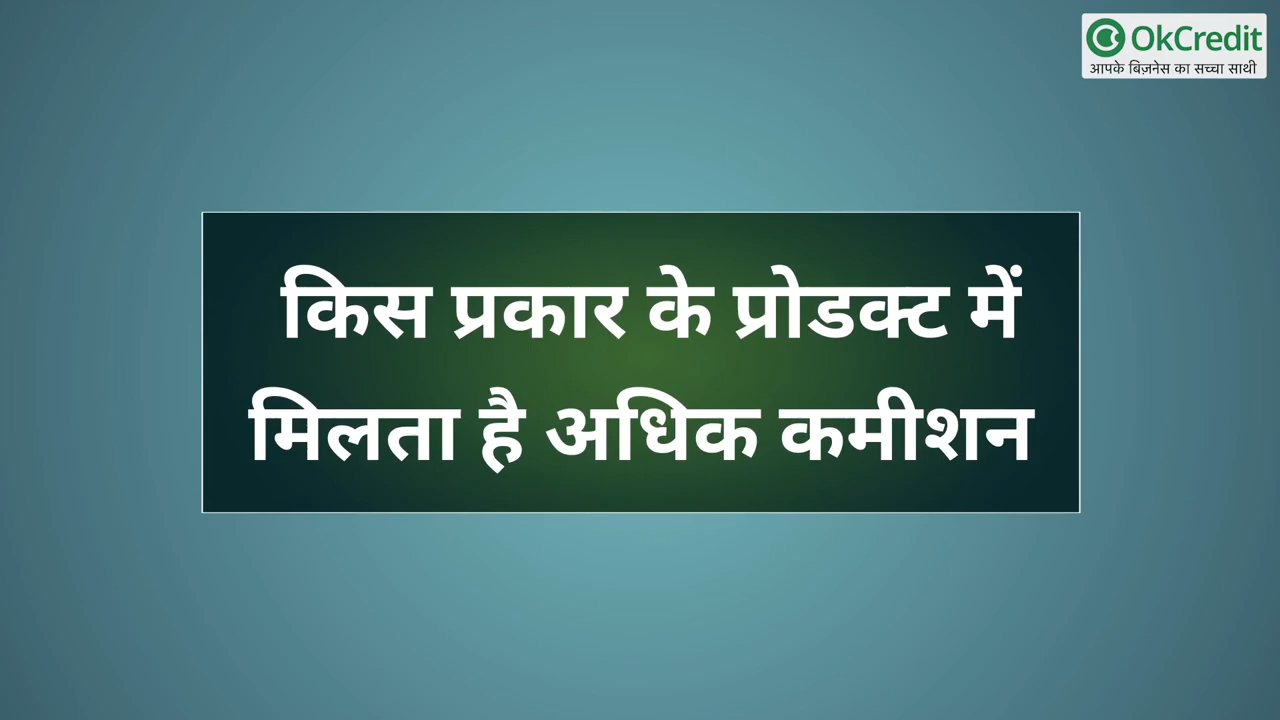 OkCredit
आपके बिज़नेस का सच्चा साथी
किस प्रकार के प्रोडक्ट में
मिलता है अधिक कमीशन